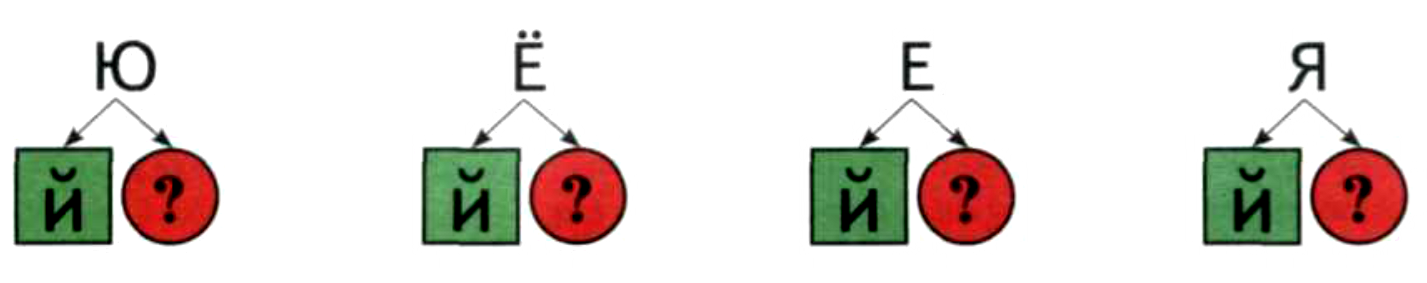 Ю Ё Е Я
й ? й ? й ? й ?